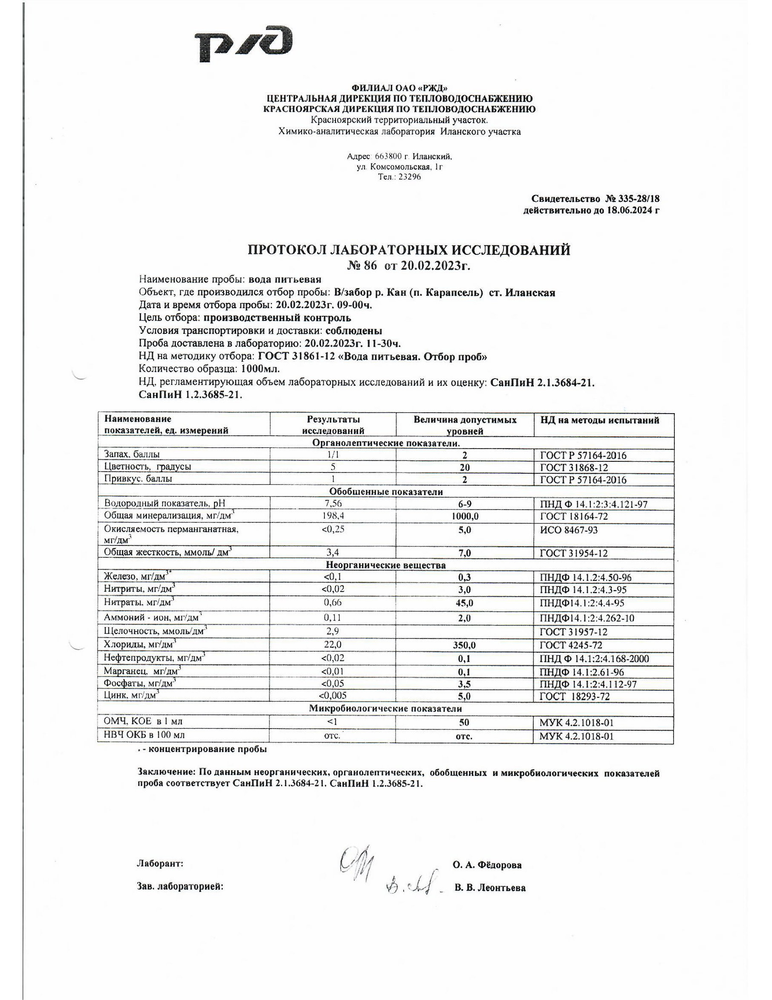 РЖД
ФИЛИАЛ ОАО «РЖД»
ЦЕНТРАЛЬНАЯ ДИРЕКЦИЯ ПО ТЕПЛОВОДОСНАБЖЕНИЮ
КРАСНОЯРСКАЯ ДИРЕКЦИЯ ПО ТЕПЛОВОДОСНАБЖЕНИЮ
Красноярский территориальный участок.
Химико-аналитическая лаборатория Иланского участка
Адрес: 663800 г. Иланский,
ул. Комсомольская, 1г
Тел.: 23296
Свидетельство № 335-28/18
действительно до 18.06.2024 г
ПРОТОКОЛ ЛАБОРАТОРНЫХ ИССЛЕДОВАНИЙ
№ 86 от 20.02.2023г.
Наименование пробы: вода питьевая
Объект, где производился отбор пробы: В/забор р. Кан (п. Карапсель) ст. Иланская
Дата и время отбора пробы: 20.02.2023г. 09-00ч.
Цель отбора: производственный контроль
Условия транспортировки и доставки: соблюдены
Проба доставлена в лабораторию: 20.02.2023г. 11-30ч.
НД на методику отбора: ГОСТ 31861-12 «Вода питьевая. Отбор проб»
Количество образца: 1000мл.
НД, регламентирующая объем лабораторных исследований и их оценку: СанПиН 2.1.3684-21.
СанПиН 1.2.3685-21.
Наименование показателей, ед. измерений Результаты исследований Величина допустимых уровней НД на методы испытаний
Органолептические показатели.
Запах, баллы 1/1 2 ГОСТ Р 57164-2016
Цветность, градусы 5 20 ГОСТ 31868-12
Привкус. баллы 1 2 ГОСТ Р 57164-2016
Обобшенные показатели
Водородный показатель, pH 7,56 6-9 ПНД Ф 14.1:2:3:4.121-97
Общая минерализация, мг/дм³ 198,4 1000,0 ГОСТ 18164-72
Окисляемость перманганатная, мг/дм³ <0,25 5,0 ИСО 8467-93
Общая жесткость, ммоль/ дм³ 3,4 7,0 ГОСТ 31954-12
Неорганические вещества
Железо, мг/дм³* <0,1 0,3 ПНДФ 14.1.2:4.50-96
Нитриты, мг/дм³ <0,02 3,0 ПНДФ 14.1.2:4.3-95
Нитраты. мг/дм³ 0,66 45,0 ПНДФ14.1:2:4.4-95
Аммоний - ион, мг/дм³ 0,11 2,0 ПНДФ14.1:2:4.262-10
Щелочность, ммоль/дм³ 2,9 ГОСТ 31957-12
Хлориды, мг/дм³ 22,0 350,0 ГОСТ 4245-72
Нефтепродукты, мг/дм³ <0,02 0,1 ПНД Ф 14.1:2:4.168-2000
Марганец, мг/дм³ <0,01 0,1 ПНДФ 14.1:2.61-96
Фосфаты, мг/дм³ <0,05 3,5 ПНДФ 14.1:2:4.112-97
Цинк. мг/дм³ <0,005 5,0 ГОСТ 18293-72
Микробиологические показатели
ОМЧ, КОЕ в 1 мл <1 50 МУК 4.2.1018-01
НВЧ ОКБ в 100 мл отс. отс. МУК 4.2.1018-01
* - концентрирование пробы
Заключение: По данным неорганических, органолептических, обобщенных и микробиологических показателей
проба соответствует СанПиН 2.1.3684-21. СанПиН 1.2.3685-21.
Лаборант: О. А. Фёдорова
Зав. лабораторией: В. В. Леонтьева